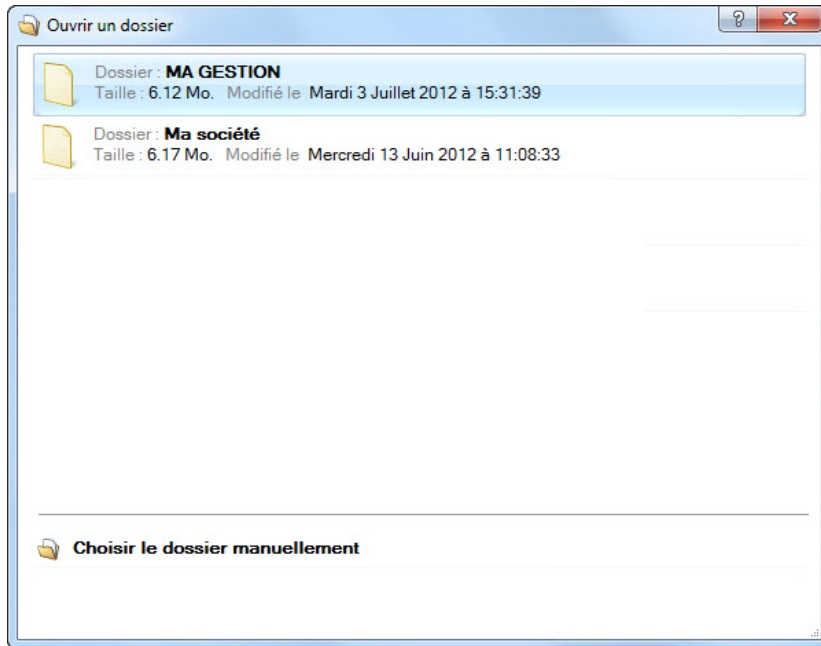 Ouvrir un dossier
Dossier : MA GESTION
Taille : 6.12 Mo. Modifié le Mardi 3 Juillet 2012 à 15:31:39
Dossier : Ma société
Taille : 6.17 Mo. Modifié le Mercredi 13 Juin 2012 à 11:08:33
Choisir le dossier manuellement